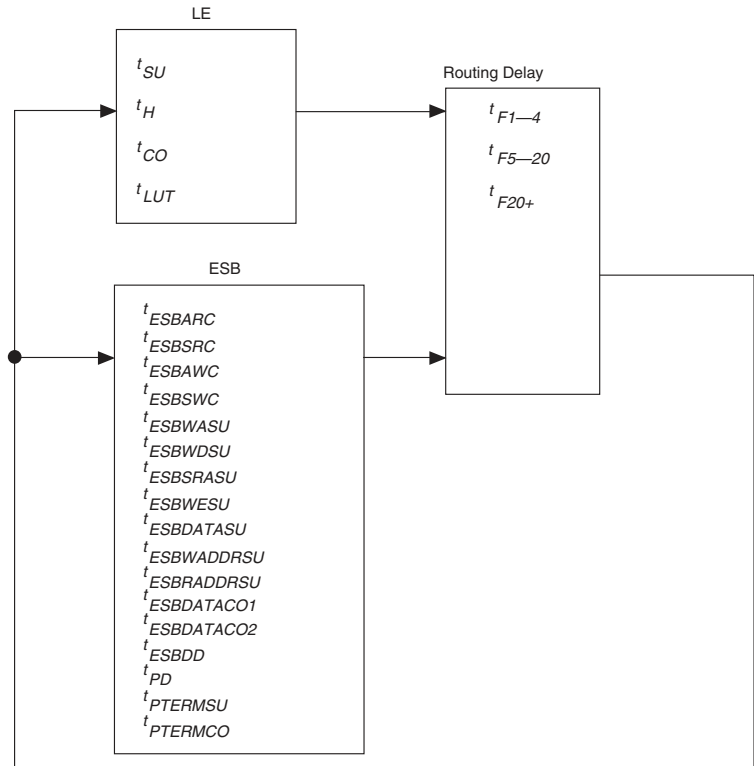 LE
tSU
tH
tCO
tLUT
Routing Delay
tF1—4
tF5—20
tF20+
ESB
tESBARC
tESBSRC
tESBAWC
tESBSWC
tESBWASU
tESBWDSU
tESBSRASU
tESBWESU
tESBDATASU
tESBWADDRSU
tESBRADDRSU
tESBDATACO1
tESBDATACO2
tESBDD
tPD
tPTERMSU
tPTERMCO